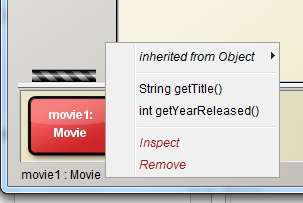 inherited from Object
String getTitle()
int getYearReleased()
Inspect
Remove
movie1:
Movie
movie1 : Movie